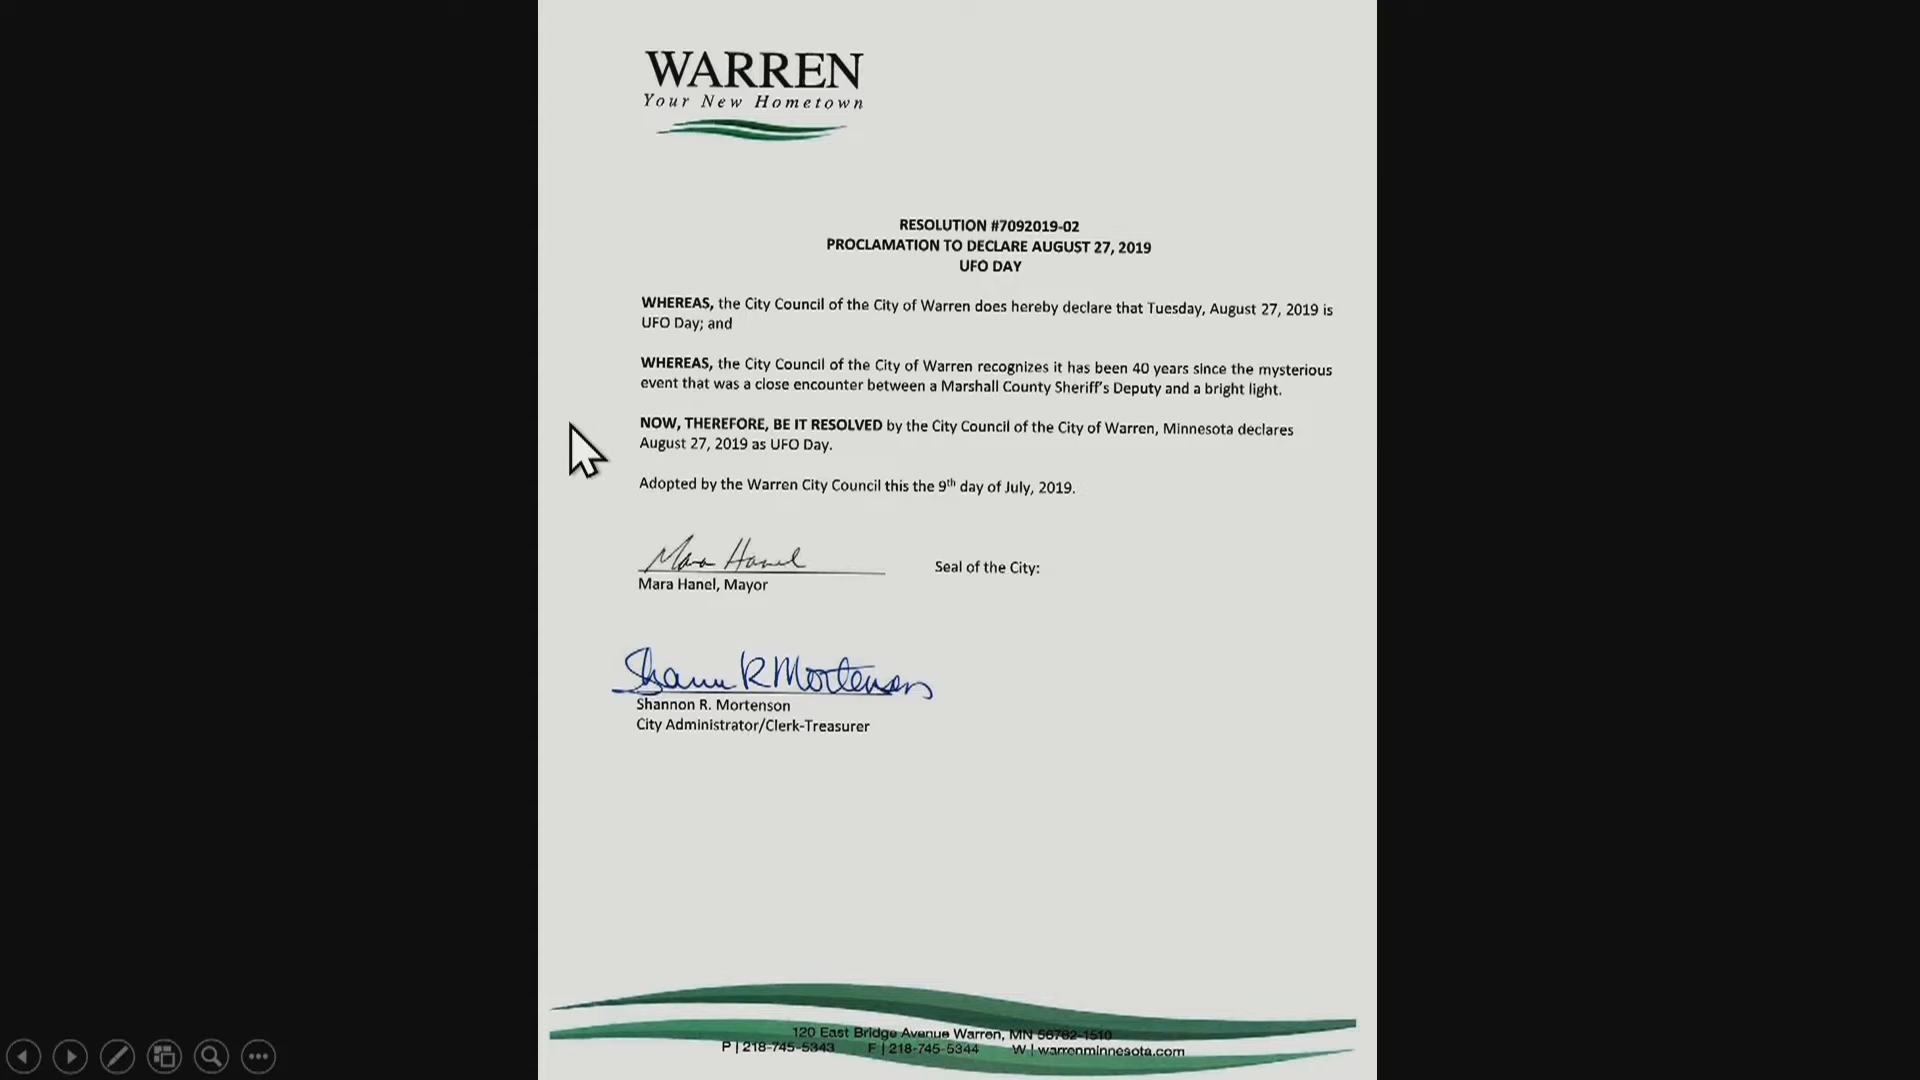 WARREN
Your New Hometown
RESOLUTION #7092019-02
PROCLAMATION TO DECLARE AUGUST 27, 2019
UFO DAY
WHEREAS, the City Council of the City of Warren does hereby declare that Tuesday, August 27, 2019 is
UFO Day; and
WHEREAS, the City Council of the City of Warren recognizes it has been 40 years since the mysterious
event that was a close encounter between a Marshall County Sheriff's Deputy and a bright light.
NOW, THEREFORE, BE IT RESOLVED by the City Council of the City of Warren, Minnesota declares
August 27, 2019 as UFO Day.
Adopted by the Warren City Council this the 9th day of July, 2019.
Mara Hanel
Mara Hanel, Mayor
Seal of the City:
Shannon R Mortenson
Shannon R. Mortenson
City Administrator/Clerk-Treasurer
120 East Bridge Avenue Warren, MN 56762-1510
P | 218-745-5343 F | 218-745-5344 W | warrenminnesota.com